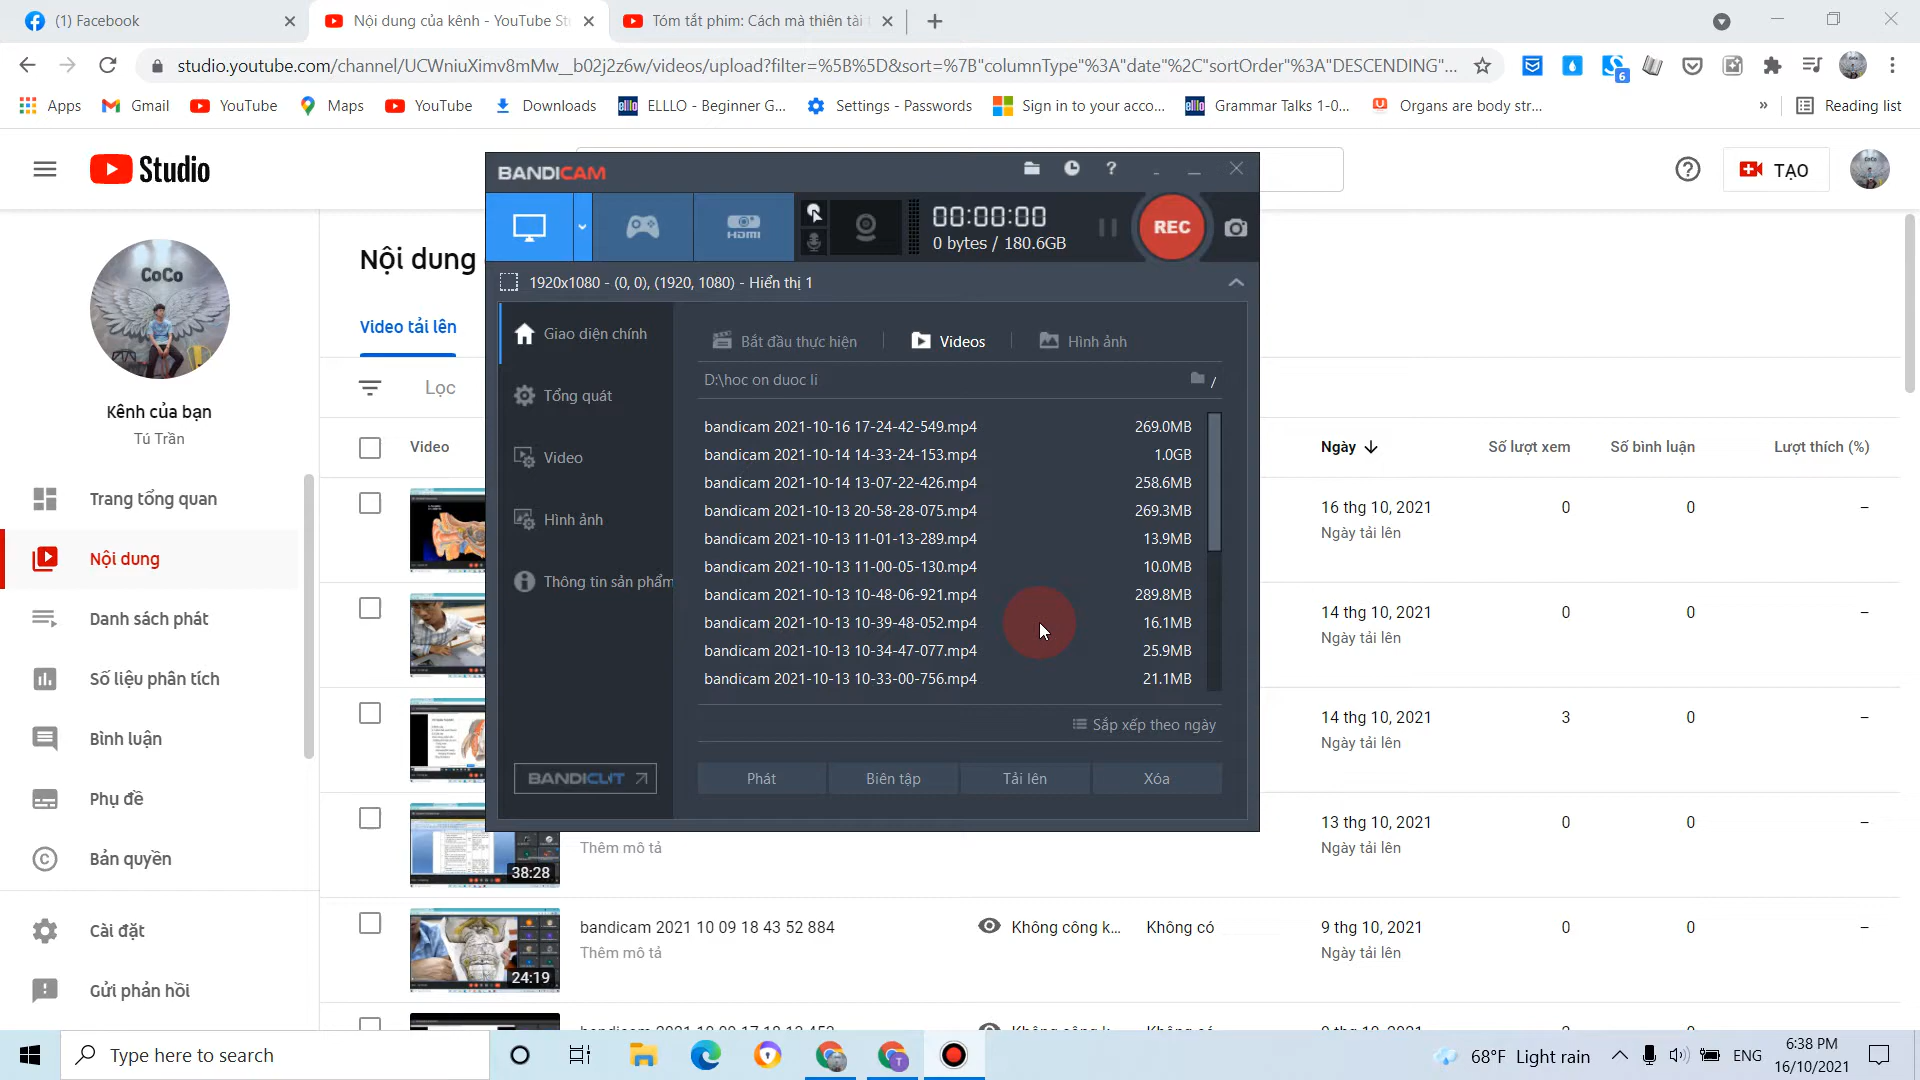 (1) Facebook
Nội dung của kênh - YouTube St
Tóm tắt phim: Cách mà thiên tài t
studio.youtube.com/channel/UCWniuXimv8mMw__b02j2z6w/videos/upload?filter=%5B%5D&sort=%7B"columnType"%3A"date"%2C"sortOrder"%3A"DESCENDING"...
6
Apps
Gmail
YouTube
Maps
YouTube
Downloads
ELLLO - Beginner G...
Settings - Passwords
Sign in to your acco...
Grammar Talks 1-0...
Organs are body str...
»
Reading list
Studio
TẠO
CoCo
Kênh của bạn
Tú Trần
Trang tổng quan
Nội dung
Danh sách phát
Số liệu phân tích
Bình luận
Phụ đề
Bản quyền
Cài đặt
Gửi phản hồi
Nội dung
Video tải lên
Lọc
Video
Ngày
Số lượt xem
Số bình luận
Lượt thích (%)
16 thg 10, 2021
0
0
–
Ngày tải lên
14 thg 10, 2021
0
0
–
Ngày tải lên
14 thg 10, 2021
3
0
–
Ngày tải lên
13 thg 10, 2021
0
0
–
38:28
Thêm mô tả
Ngày tải lên
bandicam 2021 10 09 18 43 52 884
Không công k...
Không có
9 thg 10, 2021
0
0
–
24:19
Thêm mô tả
Ngày tải lên
BANDICAM
HDMI
00:00:00
0 bytes / 180.6GB
REC
1920x1080 - (0, 0), (1920, 1080) - Hiển thị 1
Giao diện chính
Tổng quát
Video
Hình ảnh
Thông tin sản phẩm
BANDICUT
Bắt đầu thực hiện
Videos
Hình ảnh
D:\hoc on duoc li
/
bandicam 2021-10-16 17-24-42-549.mp4 269.0MB
bandicam 2021-10-14 14-33-24-153.mp4 1.0GB
bandicam 2021-10-14 13-07-22-426.mp4 258.6MB
bandicam 2021-10-13 20-58-28-075.mp4 269.3MB
bandicam 2021-10-13 11-01-13-289.mp4 13.9MB
bandicam 2021-10-13 11-00-05-130.mp4 10.0MB
bandicam 2021-10-13 10-48-06-921.mp4 289.8MB
bandicam 2021-10-13 10-39-48-052.mp4 16.1MB
bandicam 2021-10-13 10-34-47-077.mp4 25.9MB
bandicam 2021-10-13 10-33-00-756.mp4 21.1MB
Sắp xếp theo ngày
Phát
Biên tập
Tải lên
Xóa
Type here to search
68°F Light rain
ENG
6:38 PM
16/10/2021